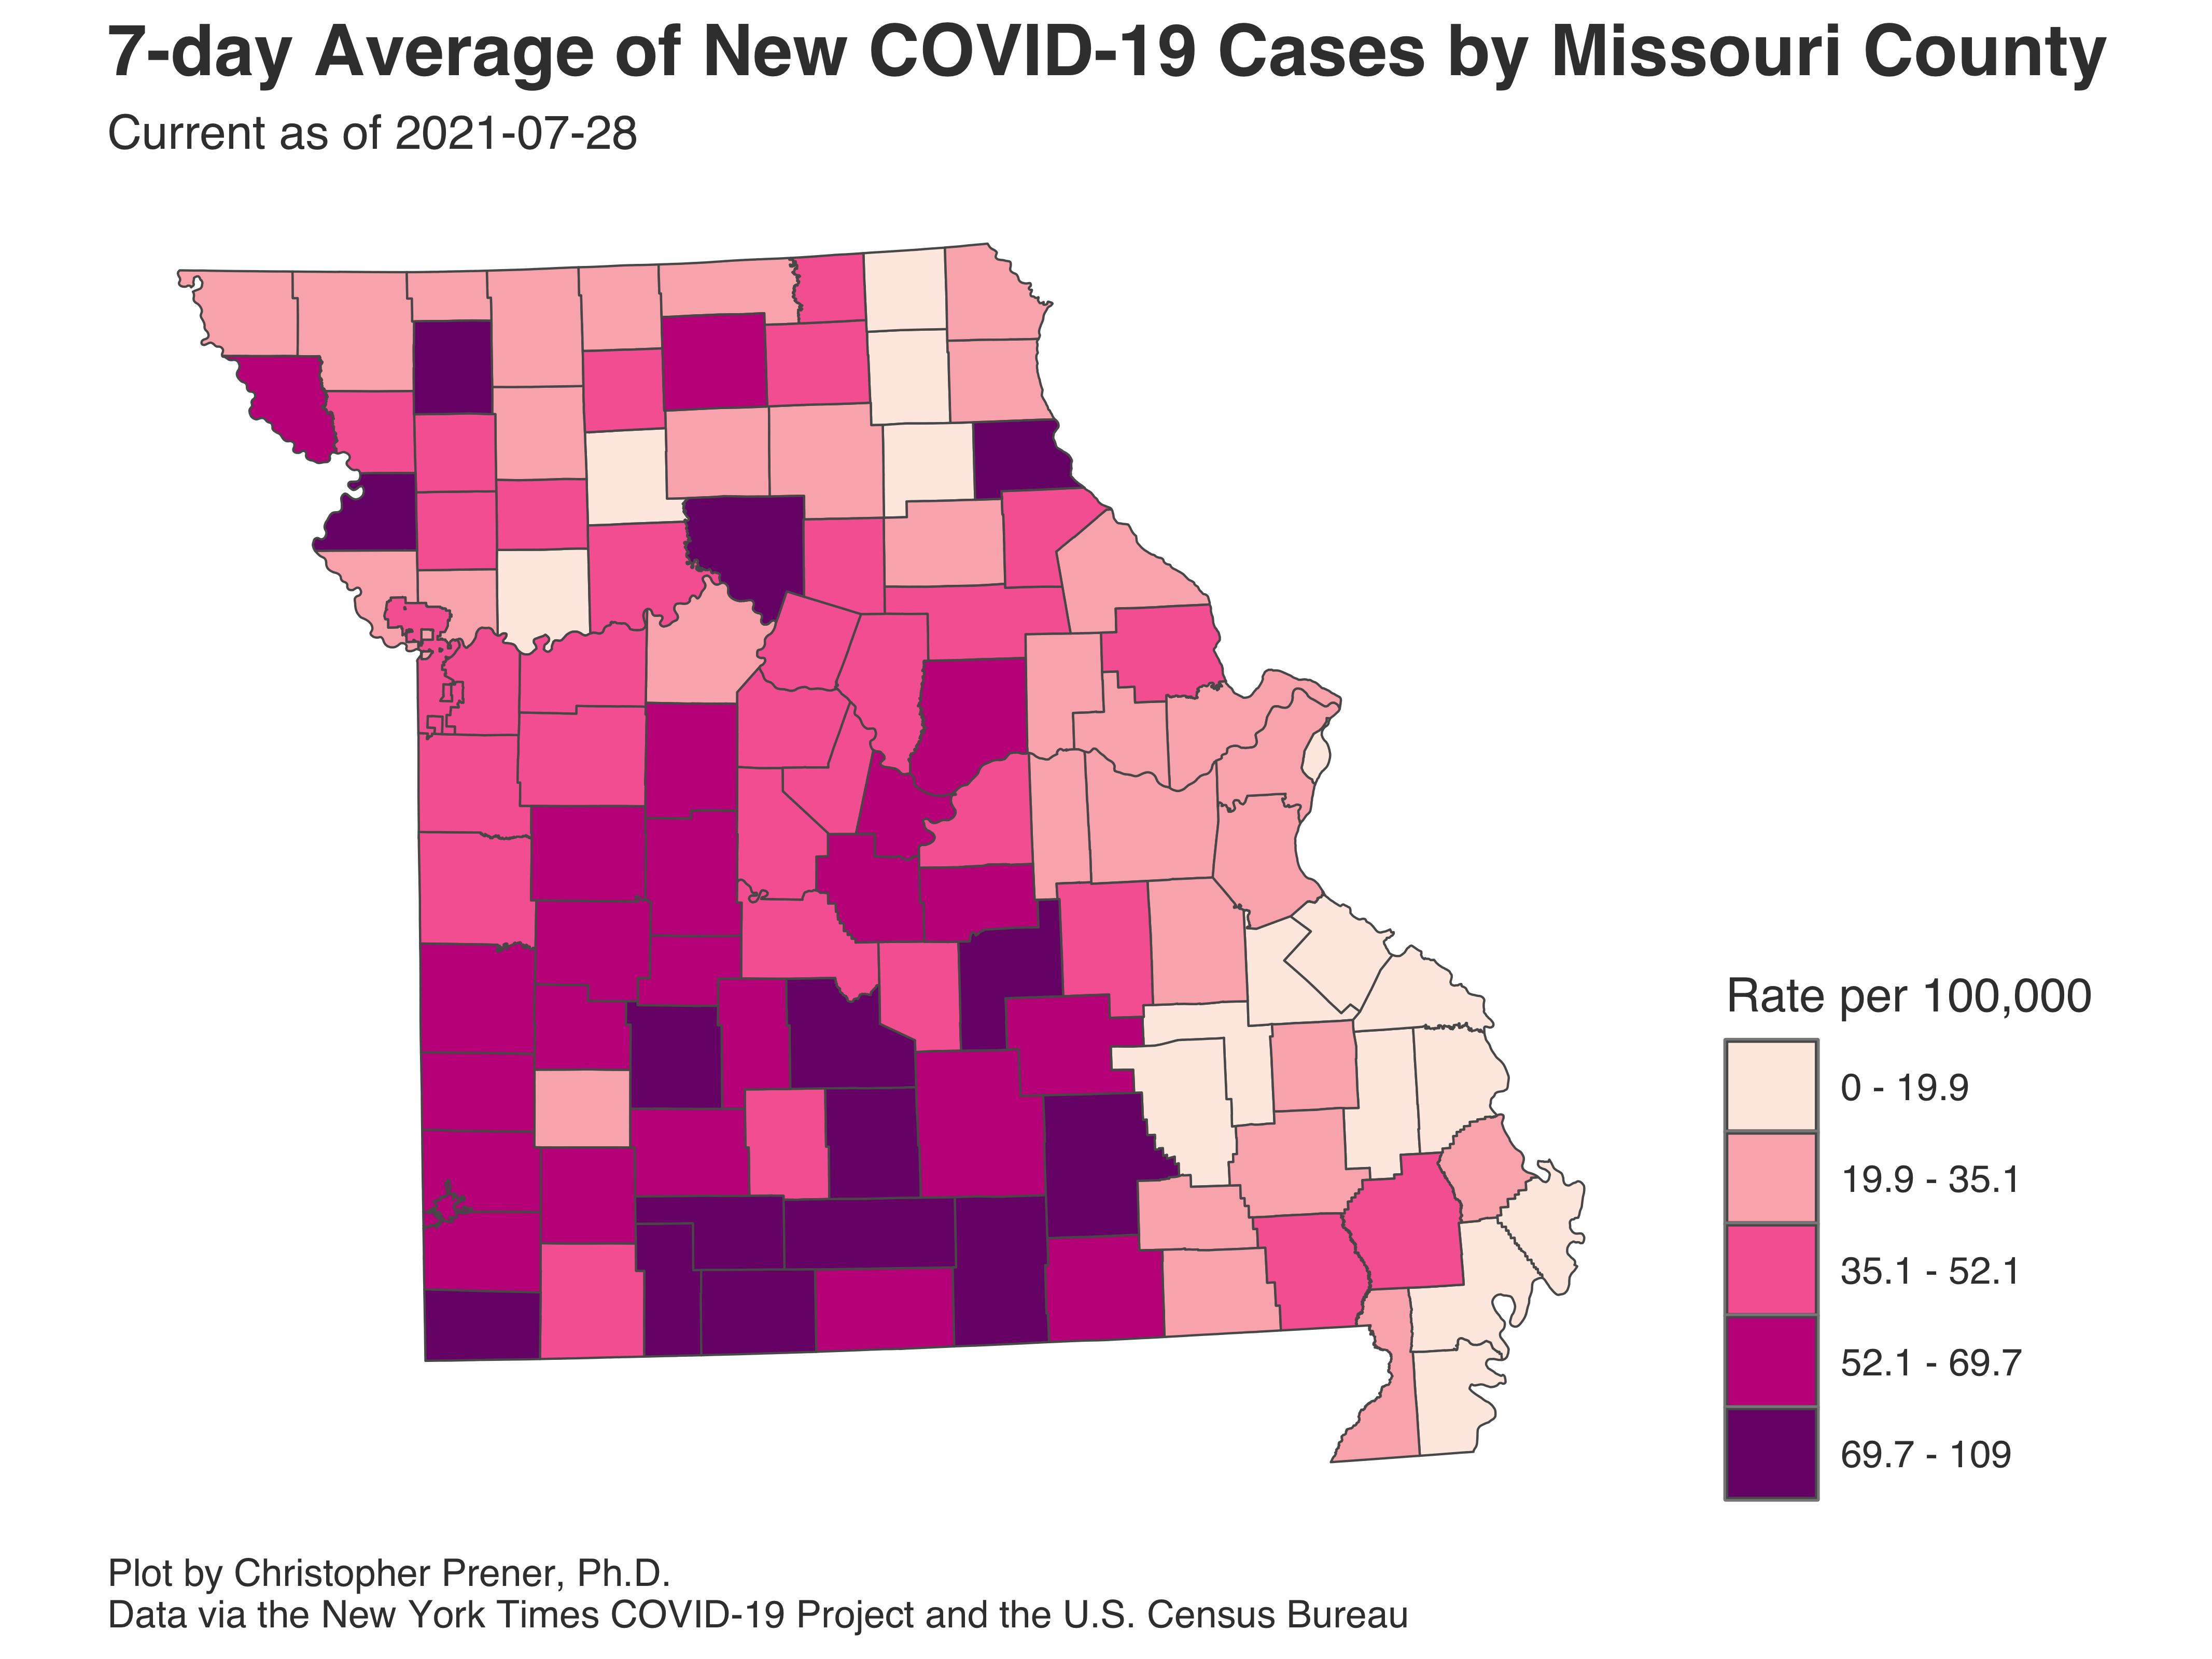 7-day Average of New COVID-19 Cases by Missouri County
Current as of 2021-07-28
Rate per 100,000
0 - 19.9
19.9 - 35.1
35.1 - 52.1
52.1 - 69.7
69.7 - 109
Plot by Christopher Prener, Ph.D.
Data via the New York Times COVID-19 Project and the U.S. Census Bureau